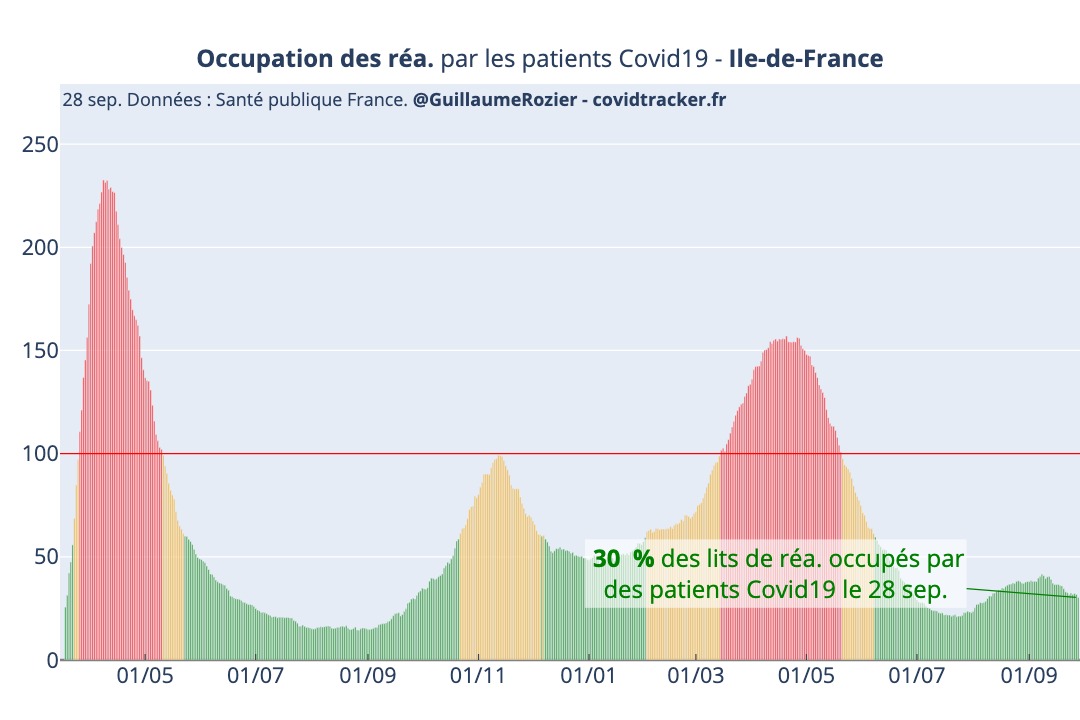 Occupation des réa. par les patients Covid19 - Ile-de-France
28 sep. Données : Santé publique France. @GuillaumeRozier - covidtracker.fr
250
200
150
100
50
0
30 % des lits de réa. occupés par
des patients Covid19 le 28 sep.
01/05 01/07 01/09 01/11 01/01 01/03 01/05 01/07 01/09